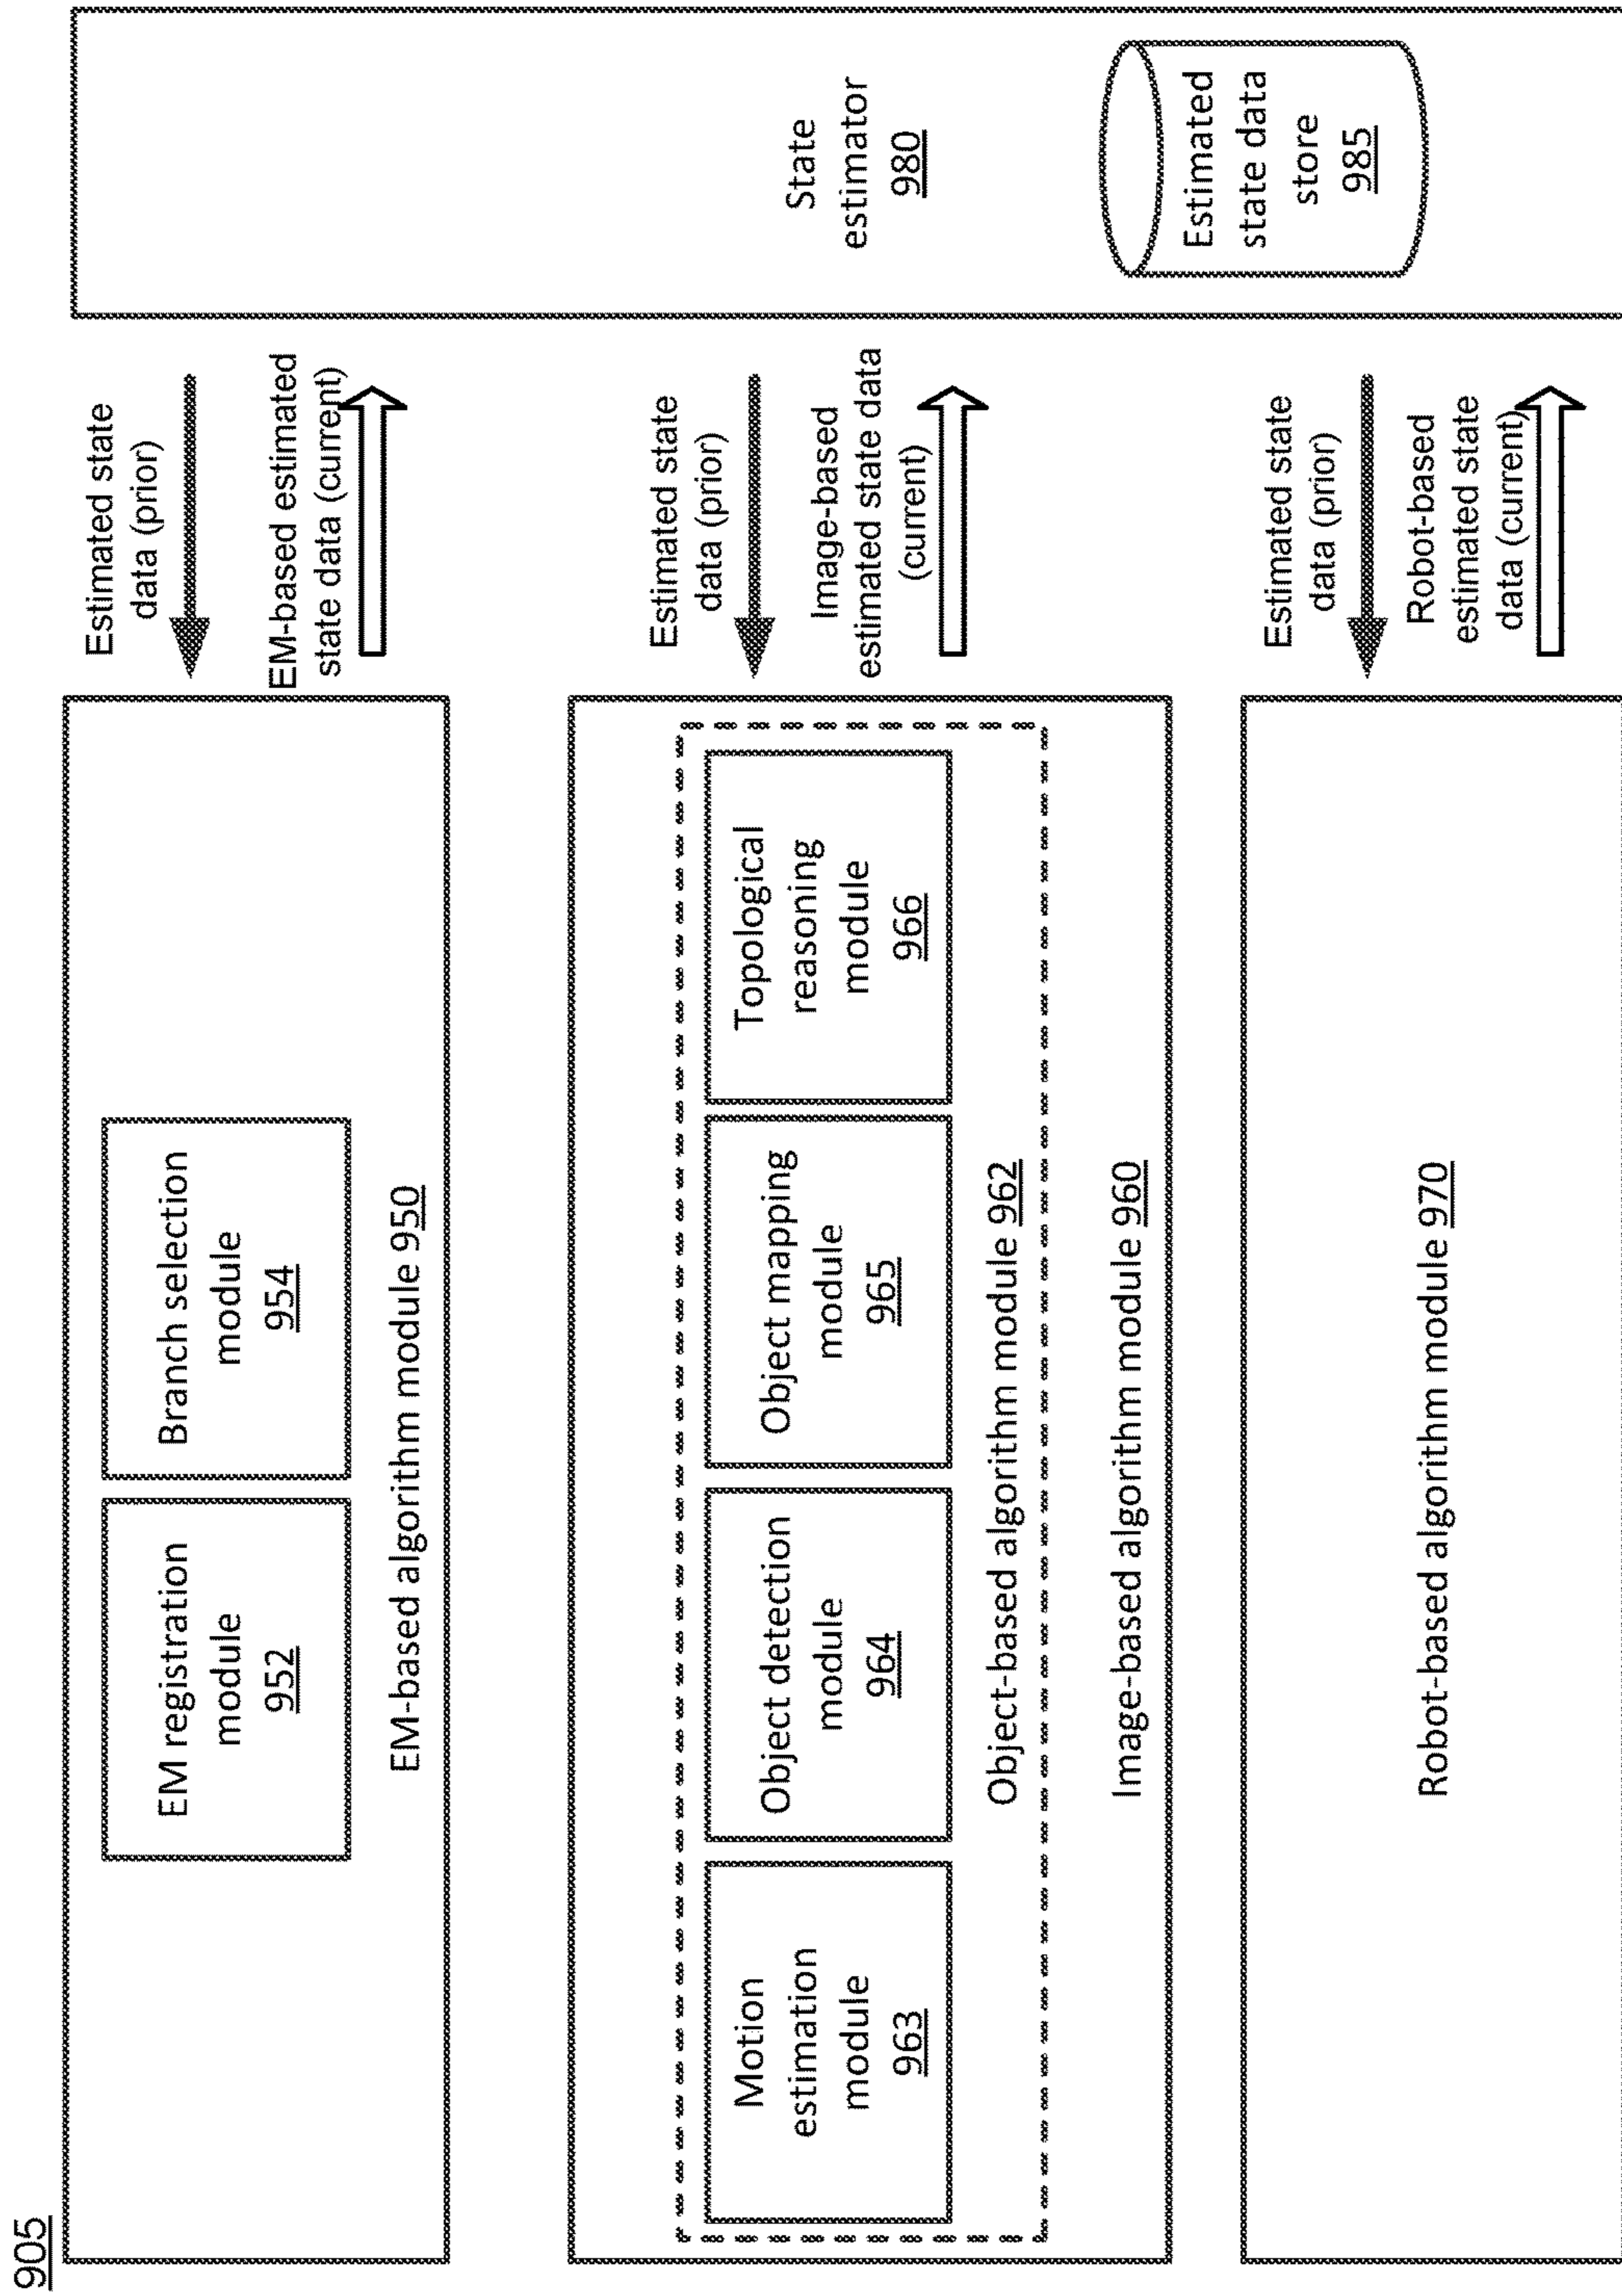 905
EM registration
module
952
Branch selection
module
954
EM-based algorithm module 950
Estimated state
data (prior)
EM-based estimated
state data (current)
Motion
estimation
module
963
Object detection
module
964
Object mapping
module
965
Topological
reasoning
module
966
Object-based algorithm module 962
Image-based algorithm module 960
Estimated state
data (prior)
Image-based
estimated state data
(current)
Robot-based algorithm module 970
Estimated state
data (prior)
Robot-based
estimated state
data (current)
State
estimator
980
Estimated
state data
store
985